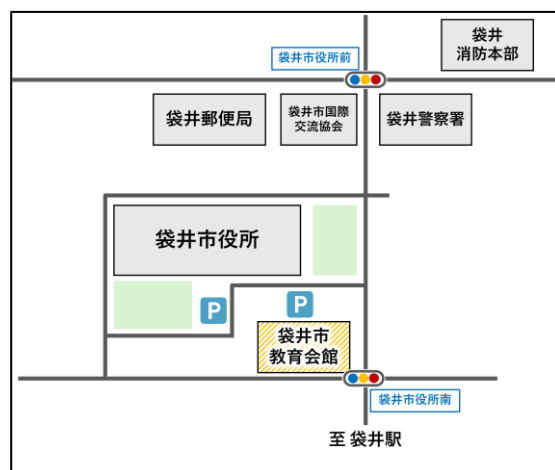 袋井市役所前
袋井
消防本部
袋井郵便局
袋井市国際
交流協会
袋井警察署
袋井市役所
P
P
袋井市
教育会館
袋井市役所南
至 袋井駅